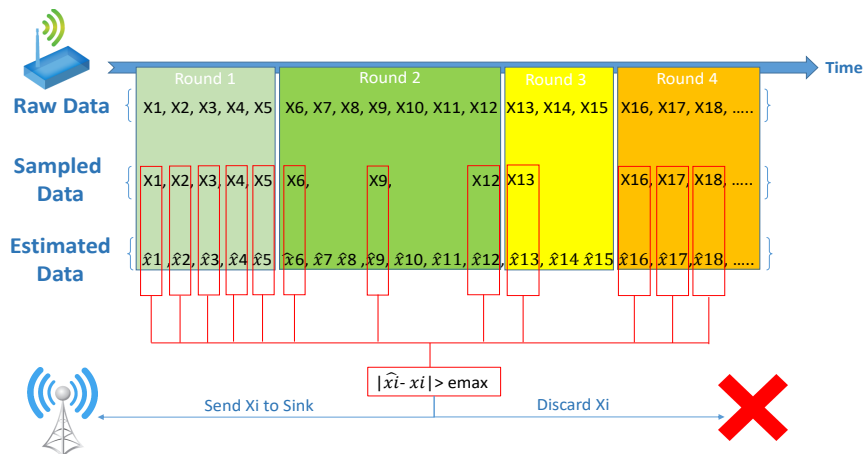 Time
Round 1 Round 2 Round 3 Round 4
Raw Data { X1, X2, X3, X4, X5 X6, X7, X8, X9, X10, X11, X12 X13, X14, X15 X16, X17, X18, ..... }
Sampled
Data { X1, X2, X3, X4, X5 X6, X9, X12 X13 X16, X17, X18, ..... }
Estimated
Data { x̂1 ,x̂2, x̂3, x̂4 x̂5 x̂6, x̂7 x̂8 ,x̂9, x̂10, x̂11, x̂12, x̂13, x̂14 x̂15 x̂16, x̂17,x̂18, ..... }
|x̂i- xi|> emax
Send Xi to Sink Discard Xi